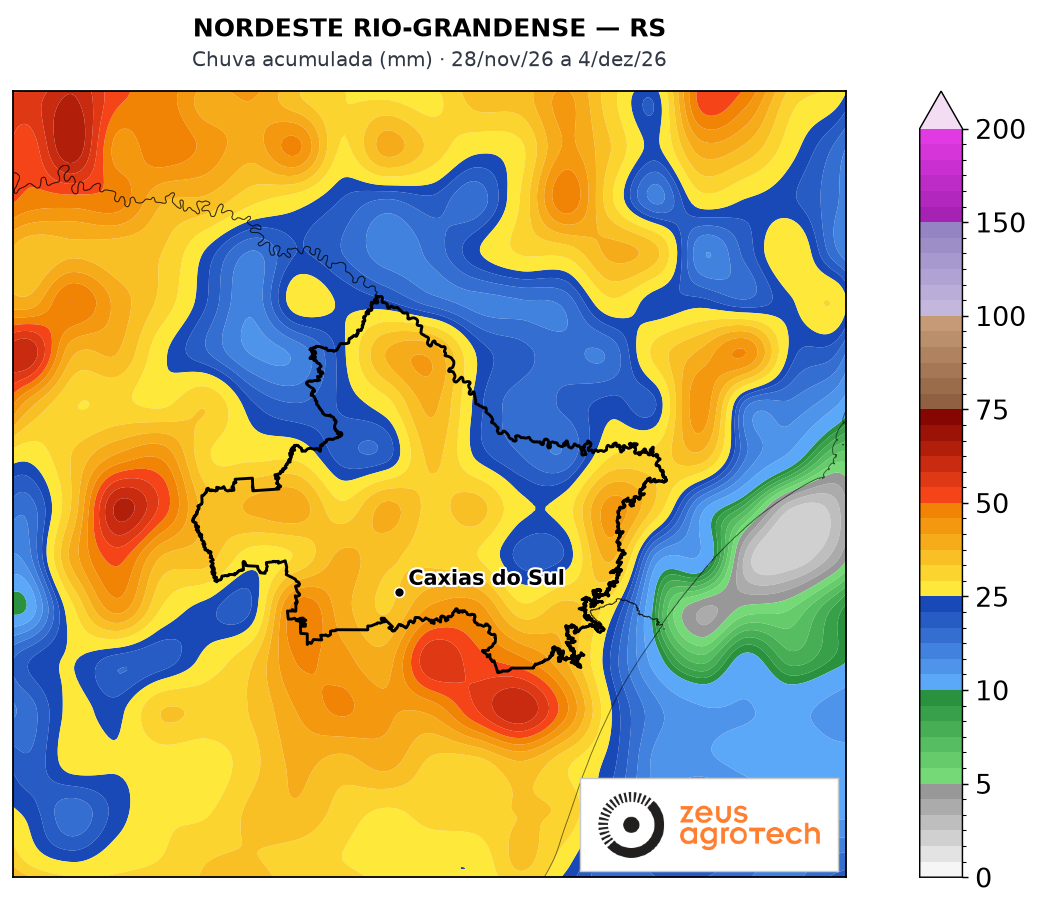 NORDESTE RIO-GRANDENSE — RS
Chuva acumulada (mm) · 28/nov/26 a 4/dez/26
200
150
100
75
50
25
10
5
0
Caxias do Sul
zeus
agrotech